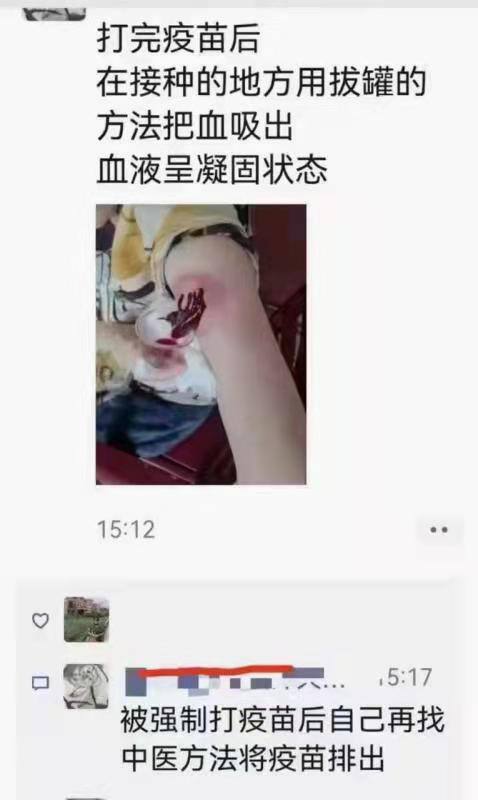 打完疫苗后
在接种的地方用拔罐的
方法把血吸出
血液呈凝固状态
15:12
5:17
被强制打疫苗后自己再找
中医方法将疫苗排出